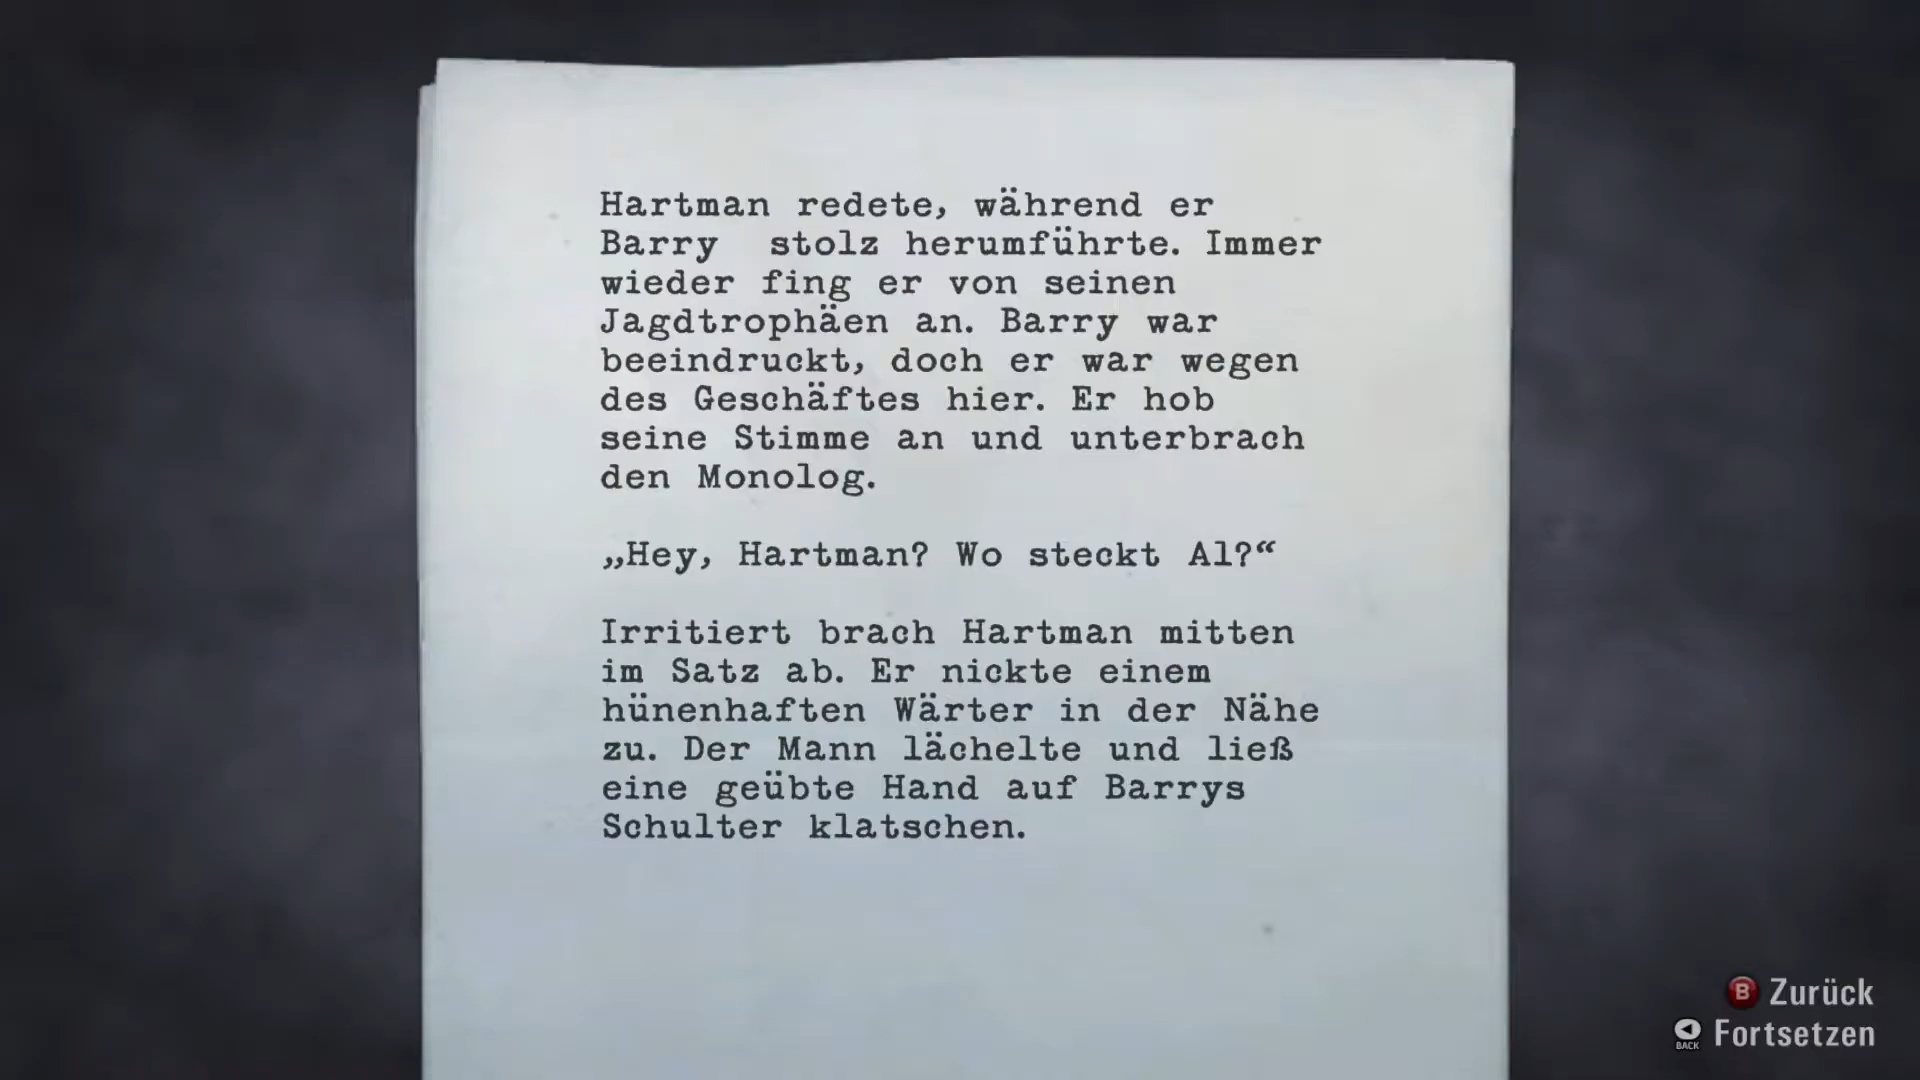 Hartman redete, während er
Barry  stolz herumführte. Immer
wieder fing er von seinen
Jagdtrophäen an. Barry war
beeindruckt, doch er war wegen
des Geschäftes hier. Er hob
seine Stimme an und unterbrach
den Monolog.
„Hey, Hartman? Wo steckt Al?“
Irritiert brach Hartman mitten
im Satz ab. Er nickte einem
hünenhaften Wärter in der Nähe
zu. Der Mann lächelte und ließ
eine geübte Hand auf Barrys
Schulter klatschen.
B Zurück
BACK Fortsetzen